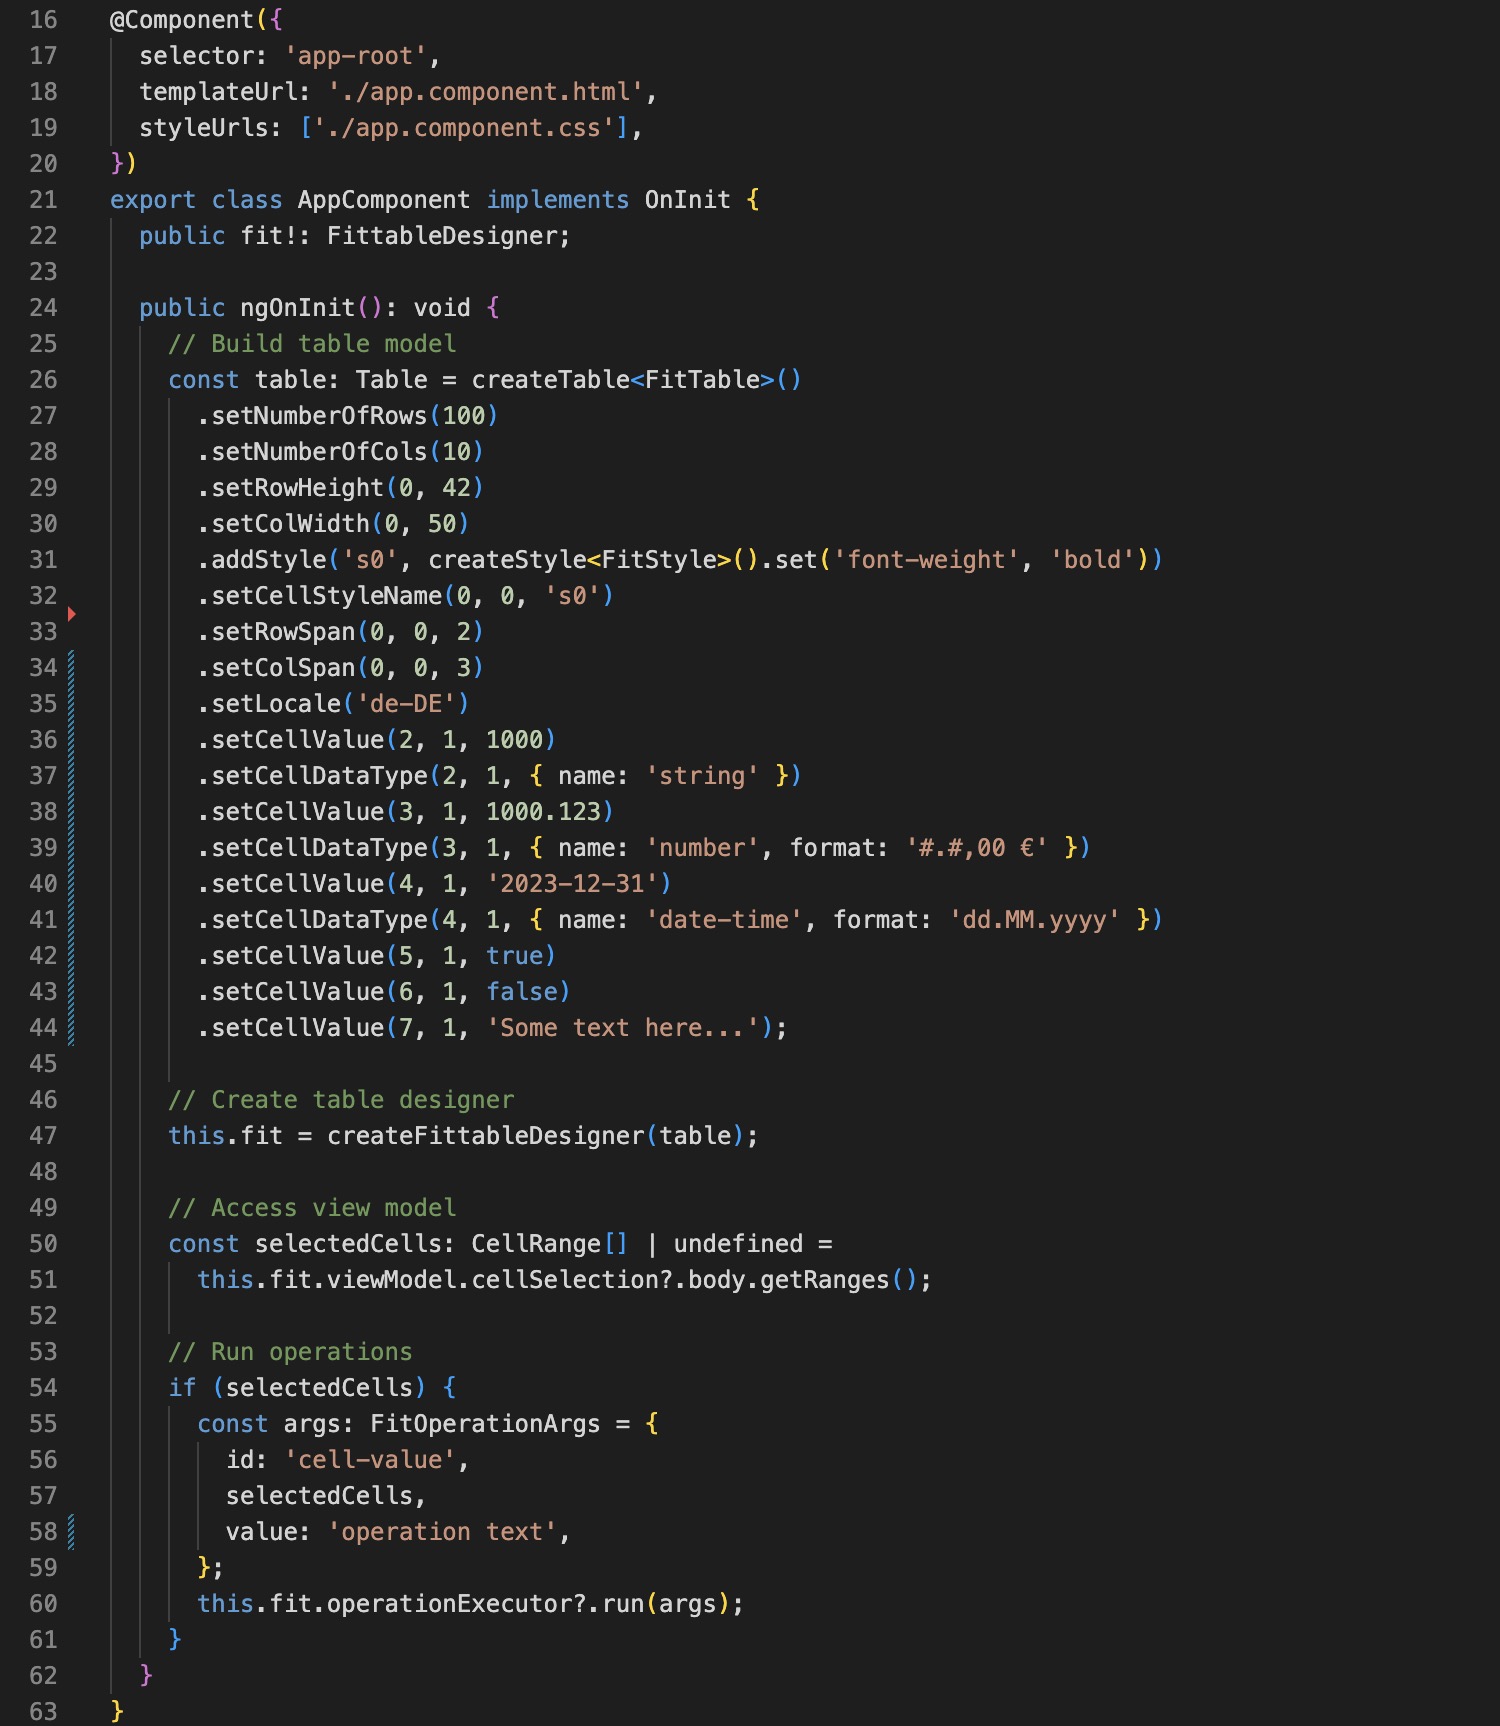 16 @Component({
17   selector: 'app-root',
18   templateUrl: './app.component.html',
19   styleUrls: ['./app.component.css'],
20 })
21 export class AppComponent implements OnInit {
22   public fit!: FittableDesigner;
23
24   public ngOnInit(): void {
25     // Build table model
26     const table: Table = createTable<FitTable>()
27       .setNumberOfRows(100)
28       .setNumberOfCols(10)
29       .setRowHeight(0, 42)
30       .setColWidth(0, 50)
31       .addStyle('s0', createStyle<FitStyle>().set('font-weight', 'bold'))
32       .setCellStyleName(0, 0, 's0')
33       .setRowSpan(0, 0, 2)
34       .setColSpan(0, 0, 3)
35       .setLocale('de-DE')
36       .setCellValue(2, 1, 1000)
37       .setCellDataType(2, 1, { name: 'string' })
38       .setCellValue(3, 1, 1000.123)
39       .setCellDataType(3, 1, { name: 'number', format: '#.#,00 €' })
40       .setCellValue(4, 1, '2023-12-31')
41       .setCellDataType(4, 1, { name: 'date-time', format: 'dd.MM.yyyy' })
42       .setCellValue(5, 1, true)
43       .setCellValue(6, 1, false)
44       .setCellValue(7, 1, 'Some text here...');
45
46     // Create table designer
47     this.fit = createFittableDesigner(table);
48
49     // Access view model
50     const selectedCells: CellRange[] | undefined =
51       this.fit.viewModel.cellSelection?.body.getRanges();
52
53     // Run operations
54     if (selectedCells) {
55       const args: FitOperationArgs = {
56         id: 'cell-value',
57         selectedCells,
58         value: 'operation text',
59       };
60       this.fit.operationExecutor?.run(args);
61     }
62   }
63 }